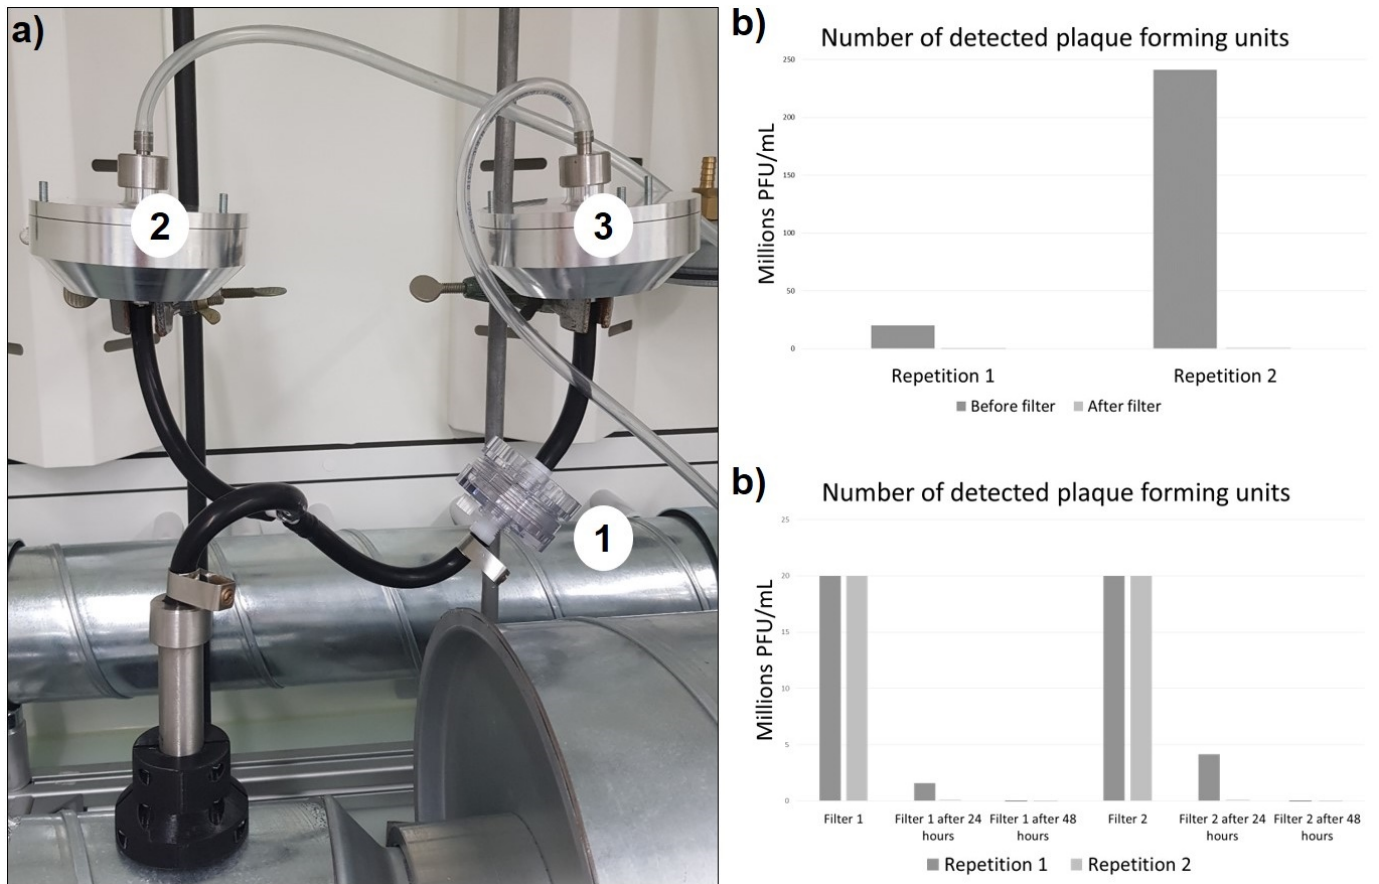 a)
2
3
1
b)
Number of detected plaque forming units
Millions PFU/mL
250
200
150
100
50
0
Repetition 1
Repetition 2
Before filter
After filter
b)
Number of detected plaque forming units
Millions PFU/mL
25
20
15
10
5
0
Filter 1
Filter 1 after 24
hours
Filter 1 after 48
hours
Filter 2
Filter 2 after 24
hours
Filter 2 after 48
hours
Repetition 1
Repetition 2